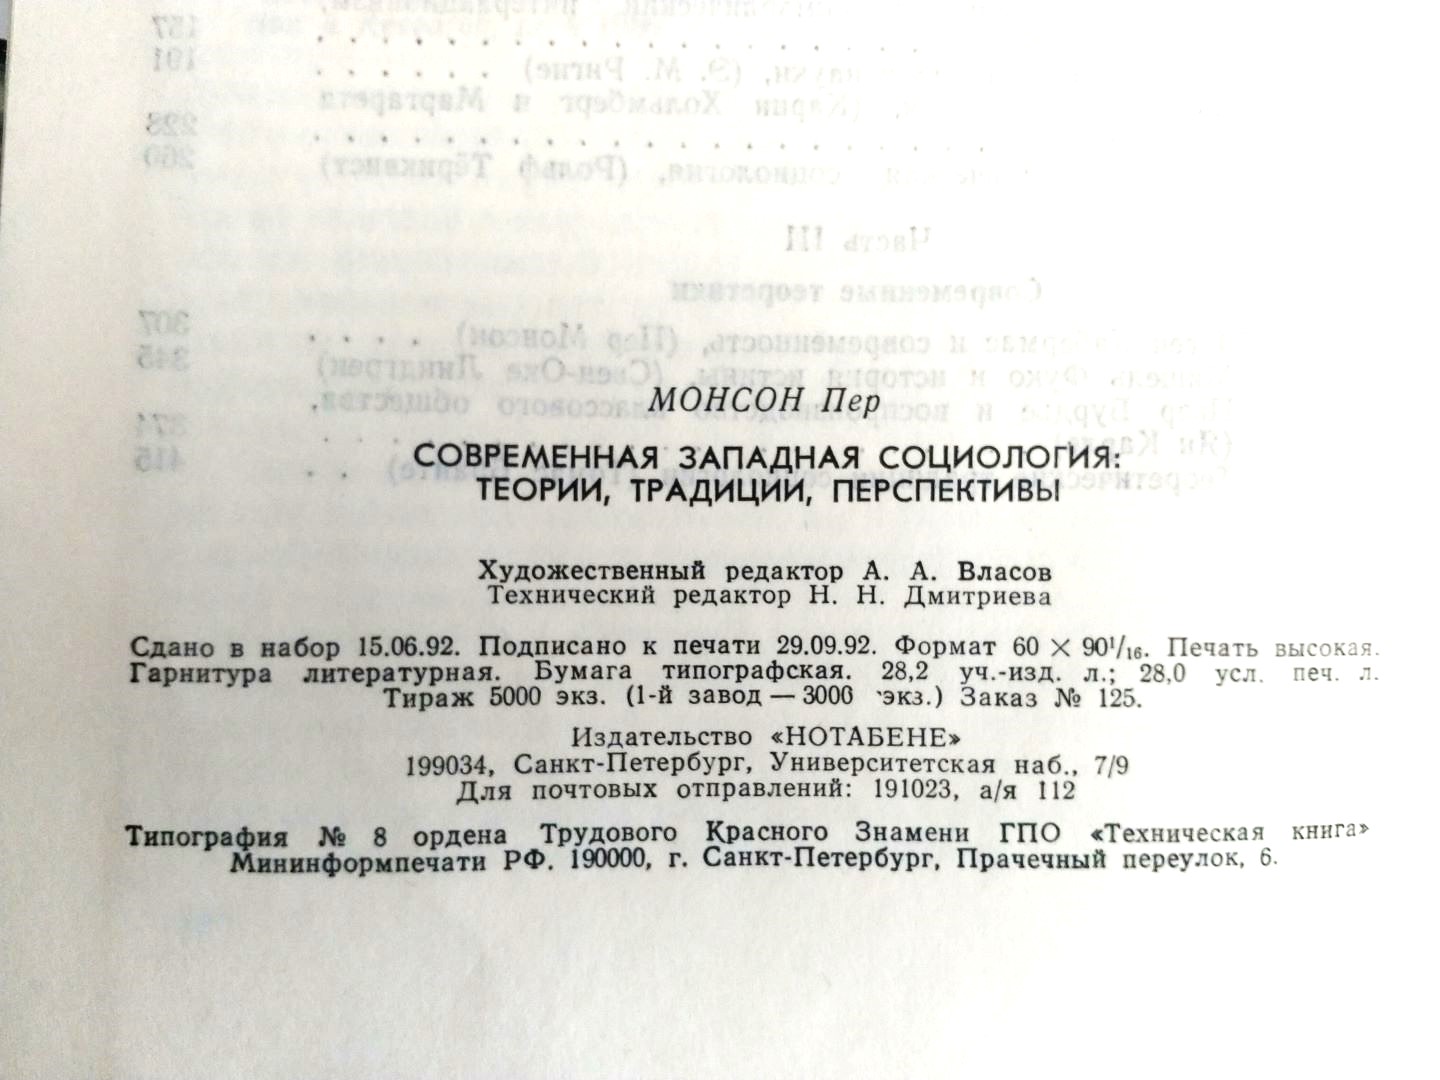 МОНСОН Пер
СОВРЕМЕННАЯ ЗАПАДНАЯ СОЦИОЛОГИЯ:
ТЕОРИИ, ТРАДИЦИИ, ПЕРСПЕКТИВЫ
Художественный редактор А. А. Власов
Технический редактор Н. Н. Дмитриева
Сдано в набор 15.06.92. Подписано к печати 29.09.92. Формат 60 × 90¹/₁₆. Печать высокая.
Гарнитура литературная. Бумага типографская. 28,2 уч.-изд. л.; 28,0 усл. печ. л.
Тираж 5000 экз. (1-й завод — 3000 экз.) Заказ № 125.
Издательство «НОТАБЕНЕ»
199034, Санкт-Петербург, Университетская наб., 7/9
Для почтовых отправлений: 191023, а/я 112
Типография № 8 ордена Трудового Красного Знамени ГПО «Техническая книга»
Мининформпечати РФ. 190000, г. Санкт-Петербург, Прачечный переулок, 6.